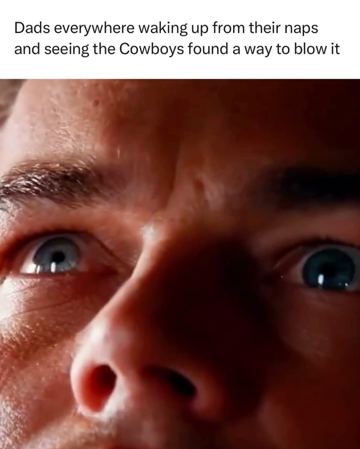 Dads everywhere waking up from their naps
and seeing the Cowboys found a way to blow it